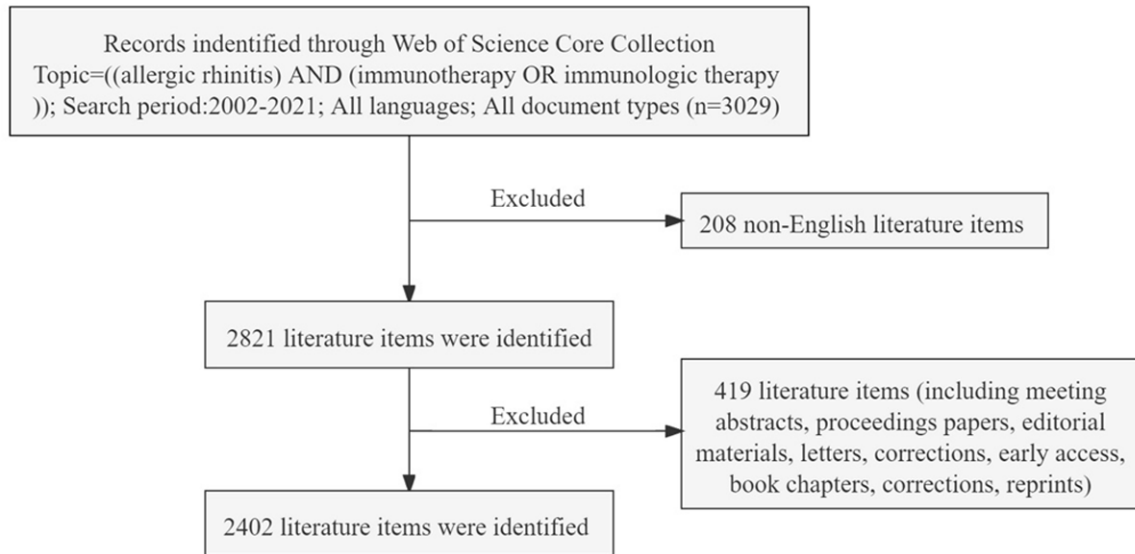 Records indentified through Web of Science Core Collection
Topic=((allergic rhinitis) AND (immunotherapy OR immunologic therapy
)); Search period:2002-2021; All languages; All document types (n=3029)
Excluded
208 non-English literature items
2821 literature items were identified
Excluded
419 literature items (including meeting
abstracts, proceedings papers, editorial
materials, letters, corrections, early access,
book chapters, corrections, reprints)
2402 literature items were identified